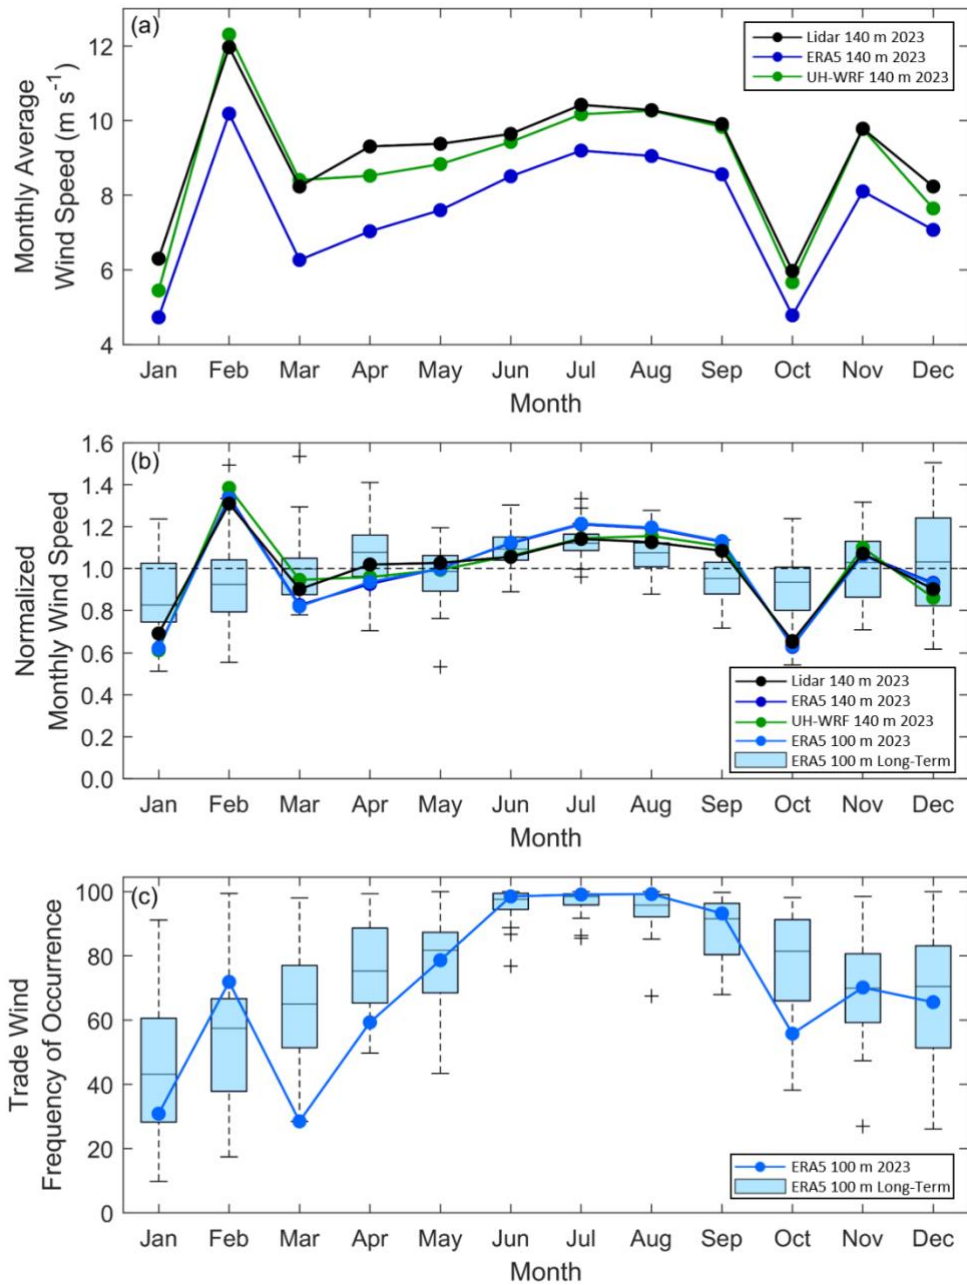 (a)
Lidar 140 m 2023
ERA5 140 m 2023
UH-WRF 140 m 2023
Monthly Average
Wind Speed (m s⁻¹)
12
10
8
6
4
Jan Feb Mar Apr May Jun Jul Aug Sep Oct Nov Dec
Month
(b)
Normalized
Monthly Wind Speed
1.6
1.4
1.2
1.0
0.8
0.6
0.4
0.2
0.0
Lidar 140 m 2023
ERA5 140 m 2023
UH-WRF 140 m 2023
ERA5 100 m 2023
ERA5 100 m Long-Term
Jan Feb Mar Apr May Jun Jul Aug Sep Oct Nov Dec
Month
(c)
Trade Wind
Frequency of Occurrence
100
80
60
40
20
0
ERA5 100 m 2023
ERA5 100 m Long-Term
Jan Feb Mar Apr May Jun Jul Aug Sep Oct Nov Dec
Month